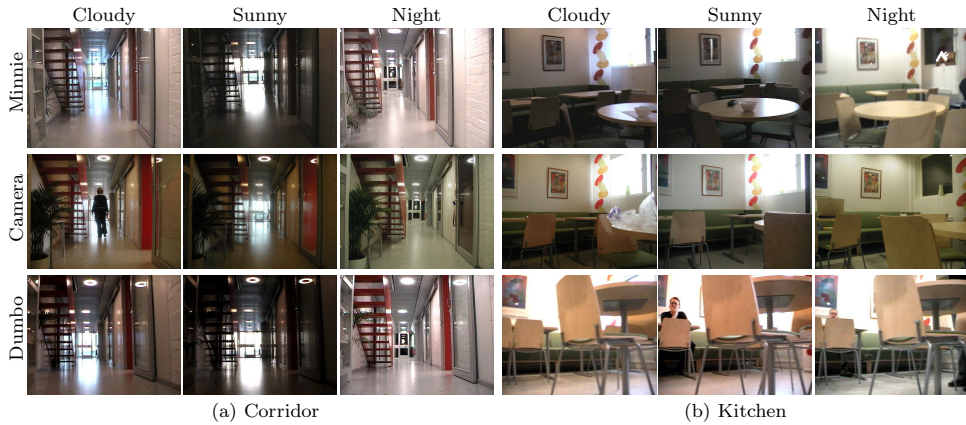 Cloudy Sunny Night Cloudy Sunny Night
Minnie
Camera
Dumbo
(a) Corridor (b) Kitchen